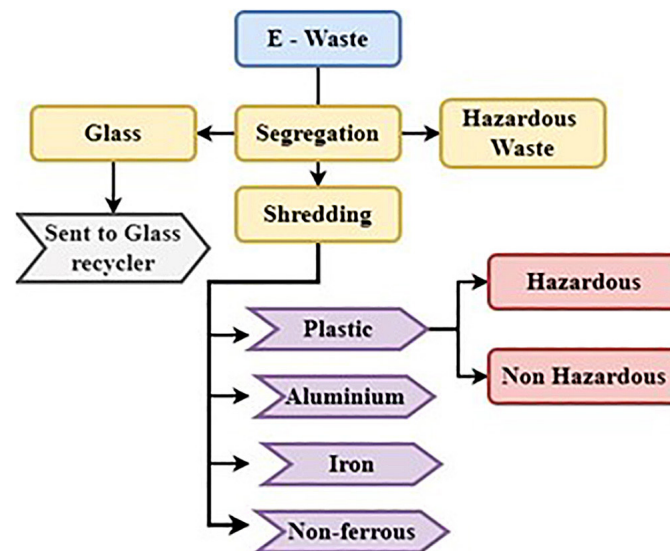 E - Waste
Glass
Segregation
Hazardous
Waste
Shredding
Sent to Glass
recycler
Hazardous
Plastic
Non Hazardous
Aluminium
Iron
Non-ferrous